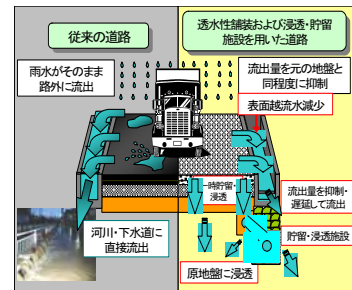 従来の道路
透水性舗装および浸透・貯留
施設を用いた道路
雨水がそのまま
路外に流出
流出量を元の地盤と
同程度に抑制
表面越流水減少
一時貯留・
浸透
流出量を抑制・
遅延して流出
河川・下水道に
直接流出
貯留・浸透施設
原地盤に浸透